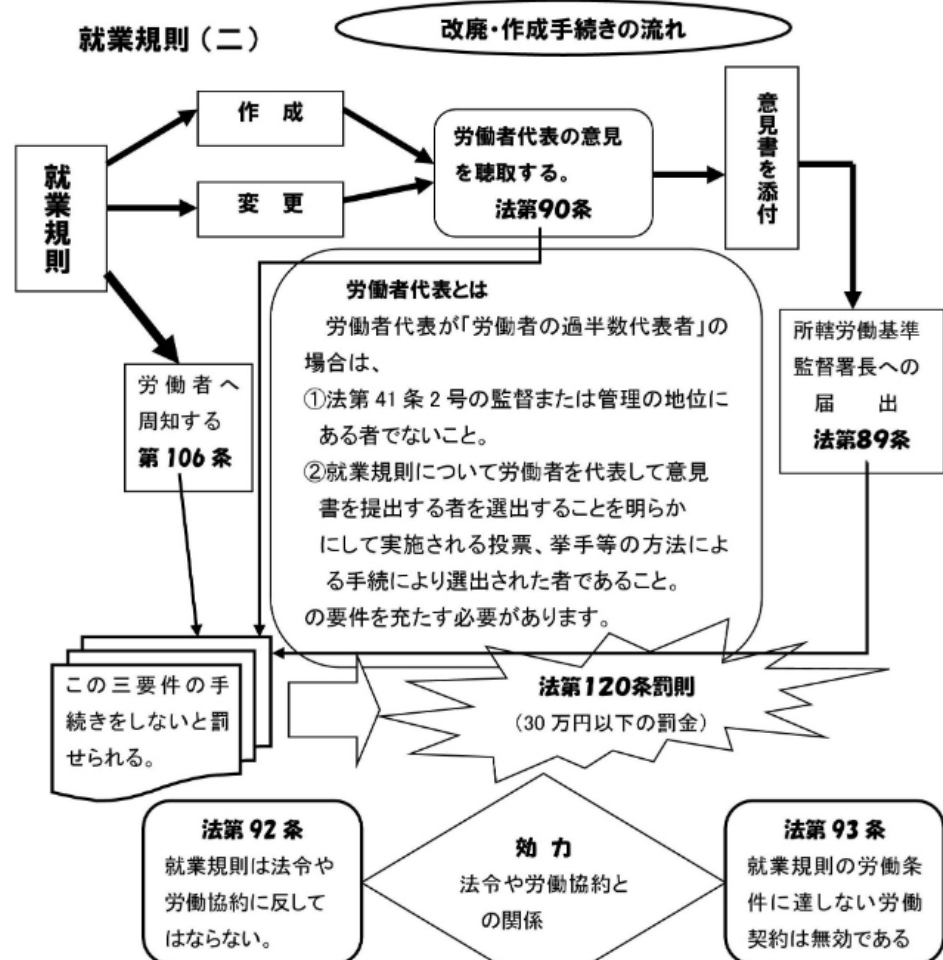 就業規則（二）
改廃・作成手続きの流れ
就業規則
作　成
変　更
労働者代表の意見
を聴取する。
法第90条
意見書を添付
所轄労働基準
監督署長への
届　　出
法第89条
労働者へ
周知する
第106条
労働者代表とは
労働者代表が「労働者の過半数代表者」の
場合は、
①法第41条2号の監督または管理の地位に
ある者でないこと。
②就業規則について労働者を代表して意見
書を提出する者を選出することを明らか
にして実施される投票、挙手等の方法によ
る手続により選出された者であること。
の要件を充たす必要があります。
この三要件の手
続きをしないと罰
せられる。
法第120条罰則
（30万円以下の罰金）
法第92条
就業規則は法令や
労働協約に反して
はならない。
効 力
法令や労働協約と
の関係
法第93条
就業規則の労働条
件に達しない労働
契約は無効である